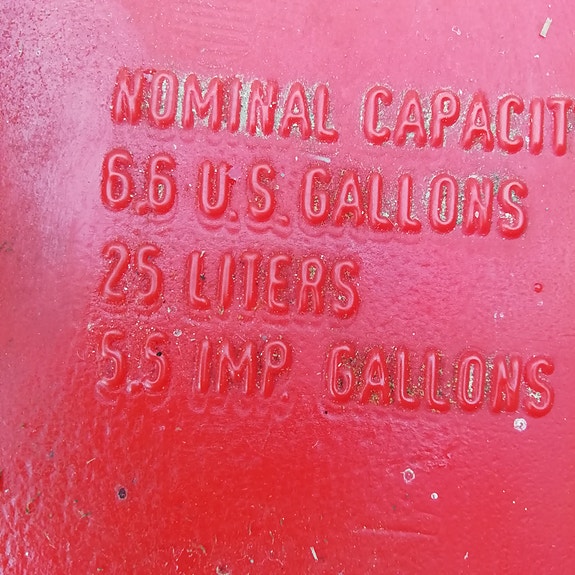 NOMINAL CAPACIT
6.6 U.S. GALLONS
25 LITERS
5.5 IMP. GALLONS